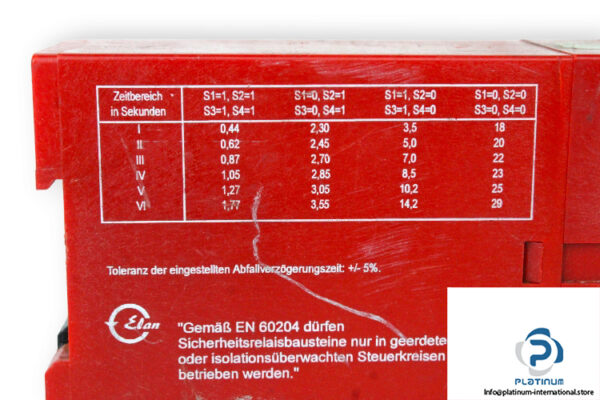 Zeitbereich in Sekunden S1=1, S2=1 S3=1, S4=1 S1=0, S2=1 S3=0, S4=1 S1=1, S2=0 S3=1, S4=0 S1=0, S2=0 S3=0, S4=0
I 0,44 2,30 3,5 18
II 0,62 2,45 5,0 20
III 0,87 2,70 7,0 22
IV 1,05 2,85 8,5 23
V 1,27 3,05 10,2 25
VI 1,77 3,55 14,2 29
Toleranz der eingestellten Abfallverzögerungszeit: +/- 5%.
Elan
"Gemäß EN 60204 dürfen
Sicherheitsrelaisbausteine nur in geerdete
oder isolationsüberwachten Steuerkreisen
betrieben werden."
PLATINUM
Info@platinum-international.store